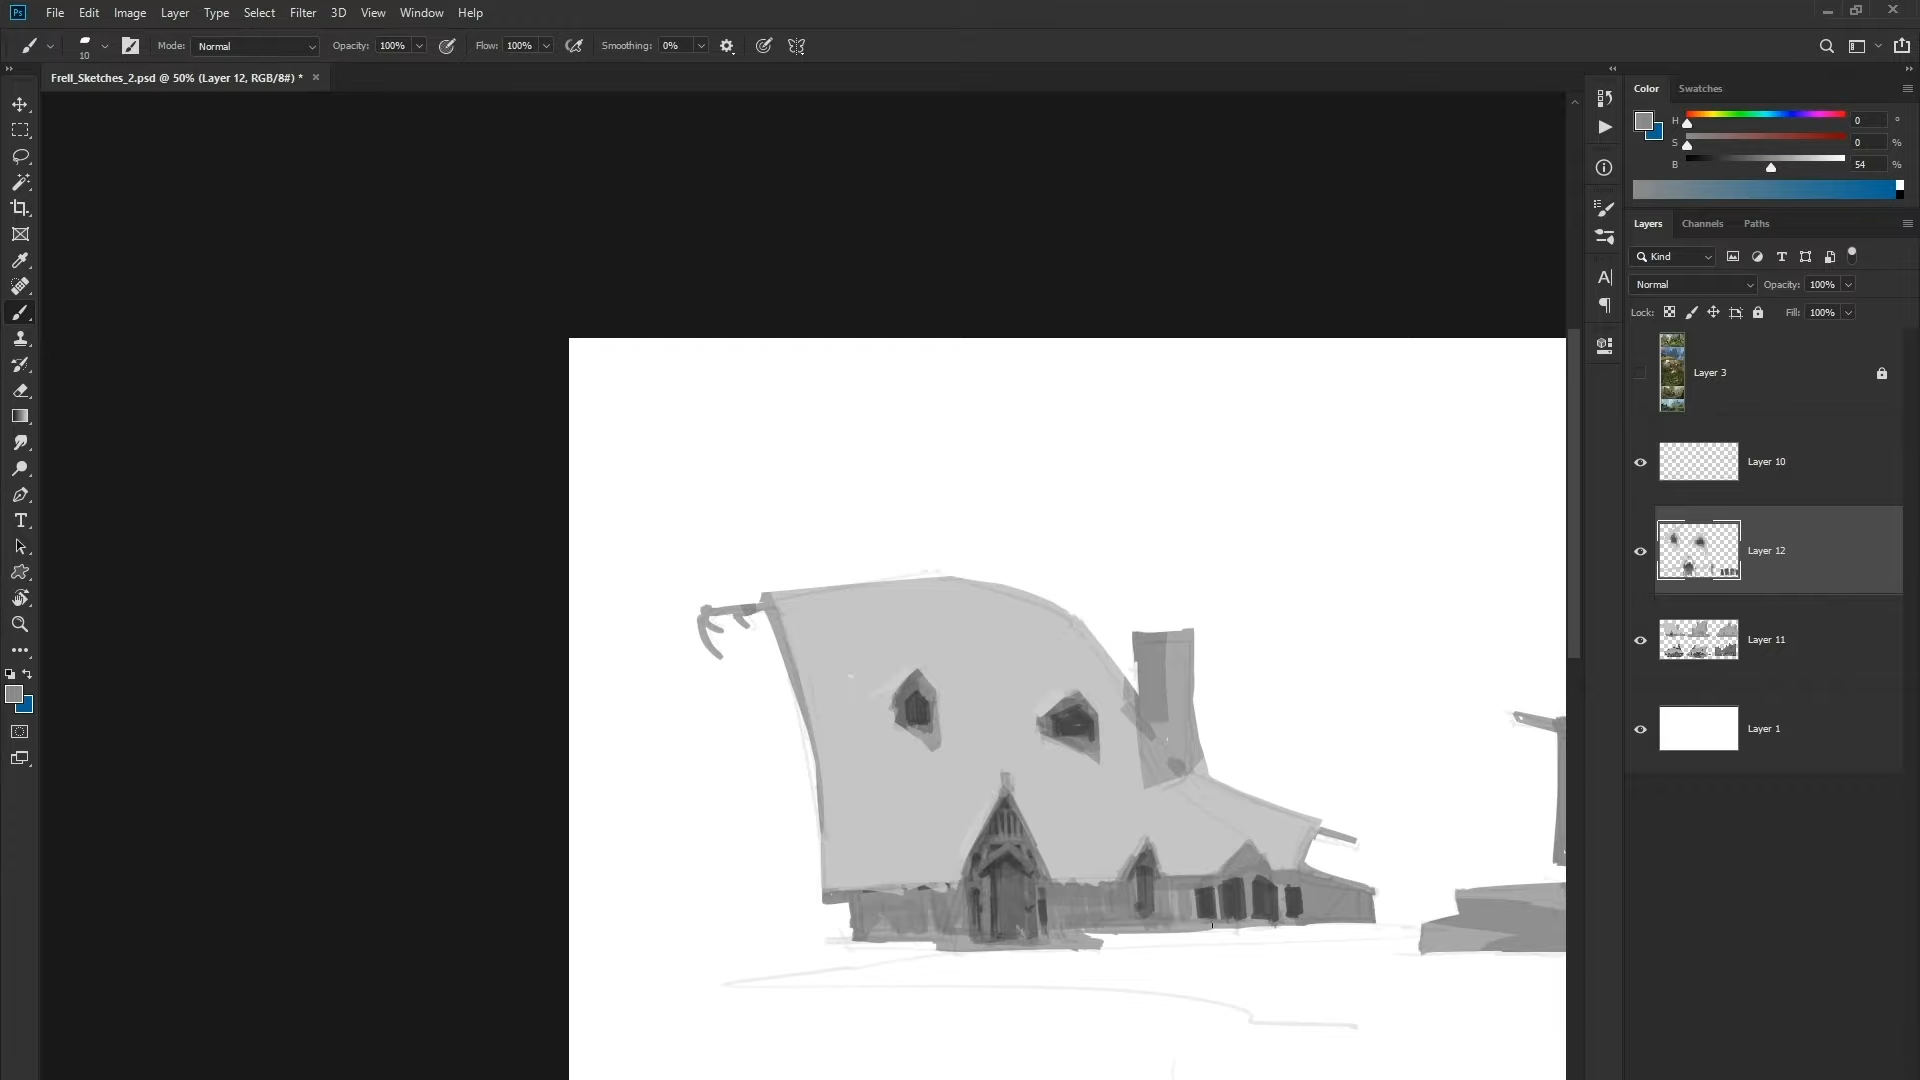 Ps File Edit Image Layer Type Select Filter 3D View Window Help
10 Mode: Normal Opacity: 100% Flow: 100% Smoothing: 0%
Frell_Sketches_2.psd @ 50% (Layer 12, RGB/8#) * ×
Color Swatches
H 0 °
S 0 %
B 54 %
Layers Channels Paths
Kind
Normal Opacity: 100%
Lock: Fill: 100%
Layer 3
Layer 10
Layer 12
Layer 11
Layer 1